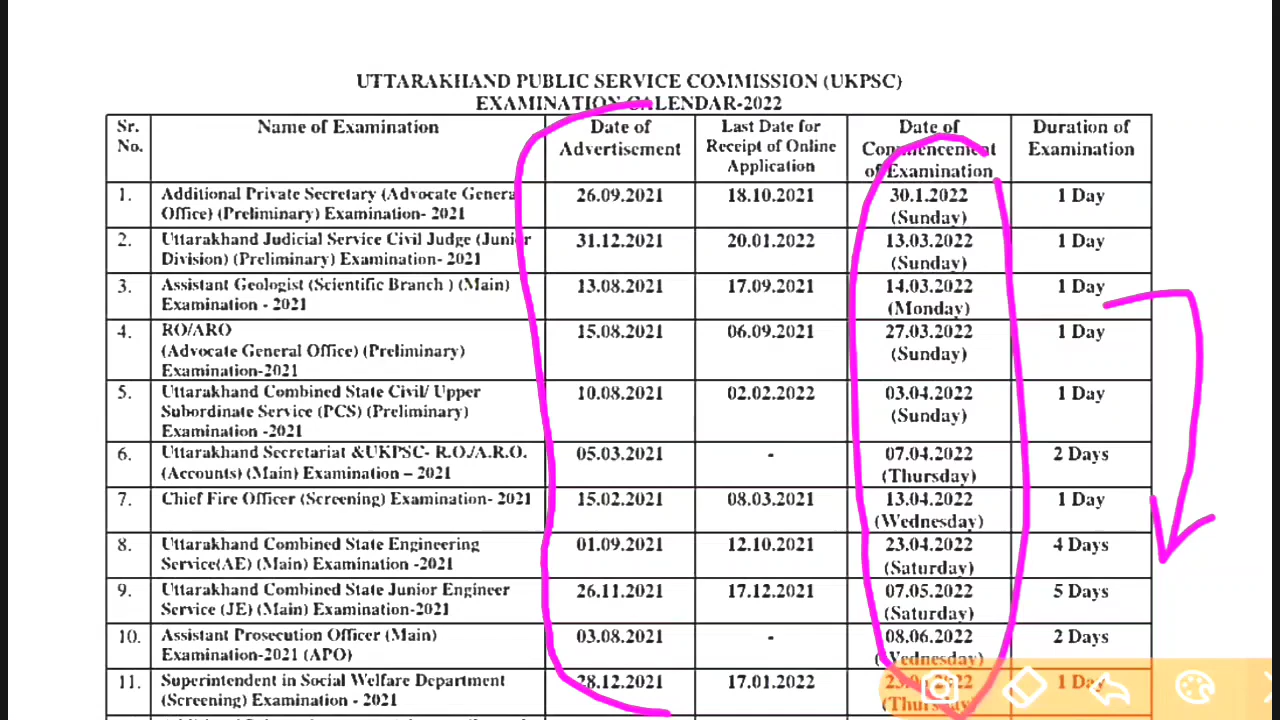 UTTARAKHAND PUBLIC SERVICE COMMISSION (UKPSC)
EXAMINATION CALENDAR-2022
Sr. No. Name of Examination Date of Advertisement Last Date for Receipt of Online Application Date of Commencement of Examination Duration of Examination
1. Additional Private Secretary (Advocate General 26.09.2021 18.10.2021 30.1.2022 1 Day
Office) (Preliminary) Examination- 2021 (Sunday)
2. Uttarakhand Judicial Service Civil Judge (Junior 31.12.2021 20.01.2022 13.03.2022 1 Day
Division) (Preliminary) Examination- 2021 (Sunday)
3. Assistant Geologist (Scientific Branch ) (Main) 13.08.2021 17.09.2021 14.03.2022 1 Day
Examination - 2021 (Monday)
4. RO/ARO 15.08.2021 06.09.2021 27.03.2022 1 Day
(Advocate General Office) (Preliminary) (Sunday)
Examination-2021
5. Uttarakhand Combined State Civil/ Upper 10.08.2021 02.02.2022 03.04.2022 1 Day
Subordinate Service (PCS) (Preliminary) (Sunday)
Examination -2021
6. Uttarakhand Secretariat &UKPSC- R.O./A.R.O. 05.03.2021 - 07.04.2022 2 Days
(Accounts) (Main) Examination – 2021 (Thursday)
7. Chief Fire Officer (Screening) Examination- 2021 15.02.2021 08.03.2021 13.04.2022 1 Day
(Wednesday)
8. Uttarakhand Combined State Engineering 01.09.2021 12.10.2021 23.04.2022 4 Days
Service(AE) (Main) Examination -2021 (Saturday)
9. Uttarakhand Combined State Junior Engineer 26.11.2021 17.12.2021 07.05.2022 5 Days
Service (JE) (Main) Examination-2021 (Saturday)
10. Assistant Prosecution Officer (Main) 03.08.2021 - 08.06.2022 2 Days
Examination-2021 (APO) (Wednesday)
11. Superintendent in Social Welfare Department 28.12.2021 17.01.2022 1 Day
(Screening) Examination - 2021 (Thursday)